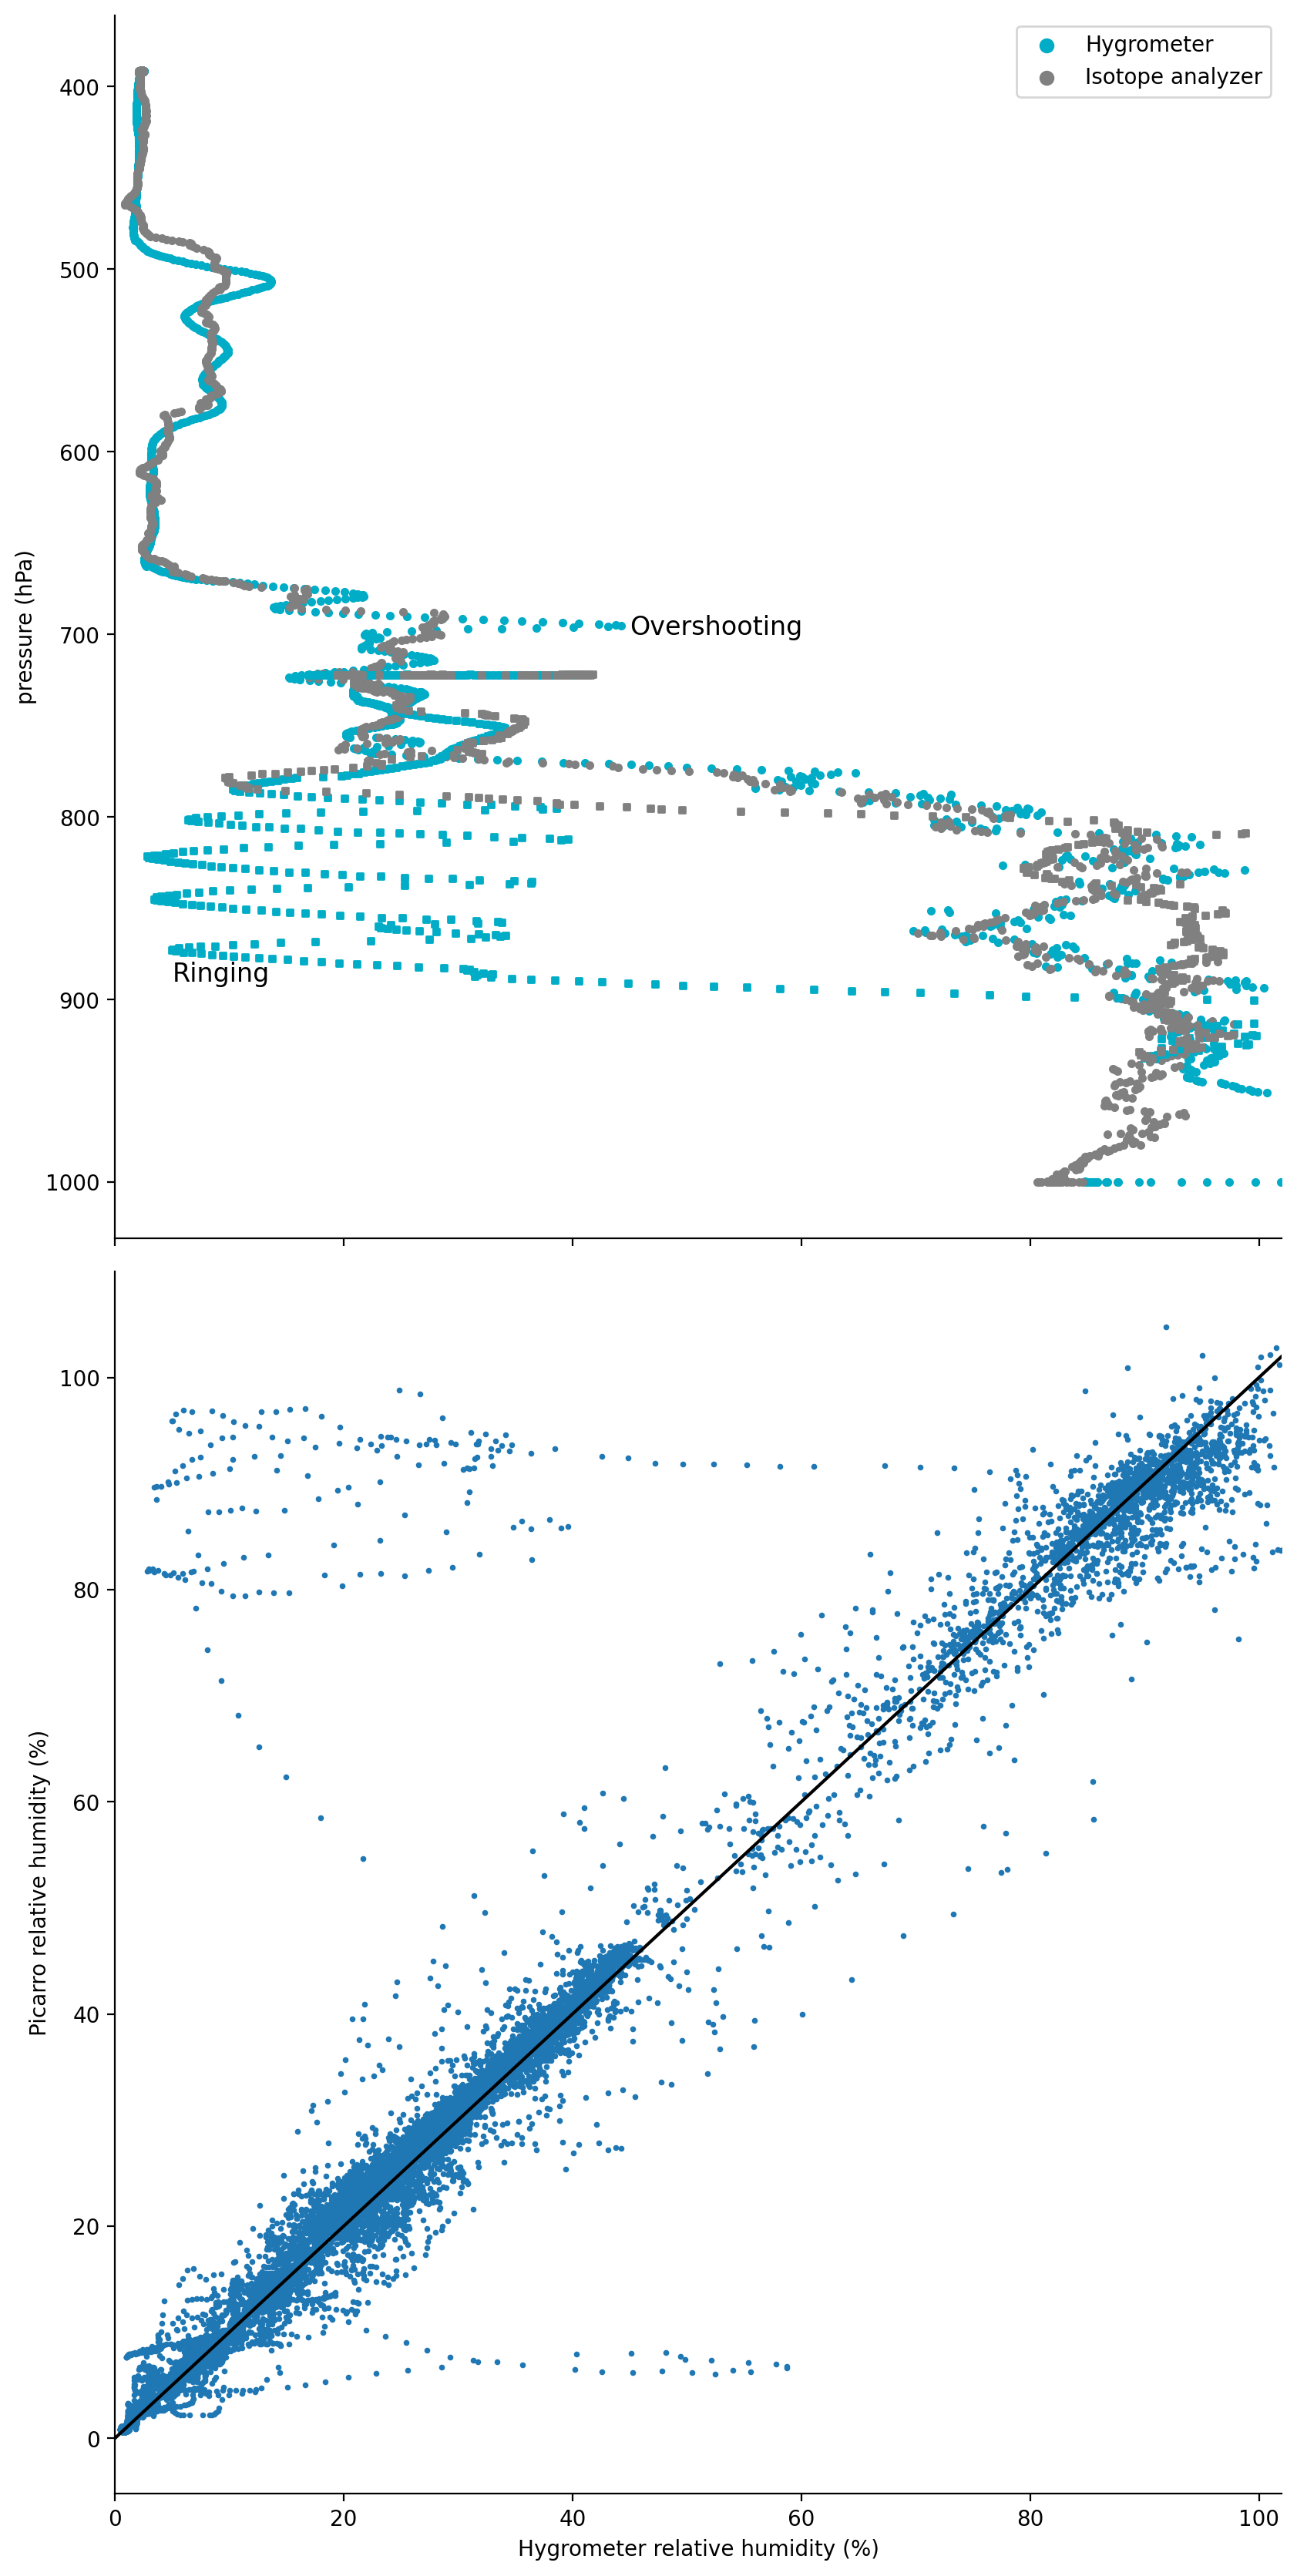 Hygrometer
Isotope analyzer
400
500
600
700
800
900
1000
pressure (hPa)
Overshooting
Ringing
100
80
60
40
20
0
Picarro relative humidity (%)
0 20 40 60 80 100
Hygrometer relative humidity (%)